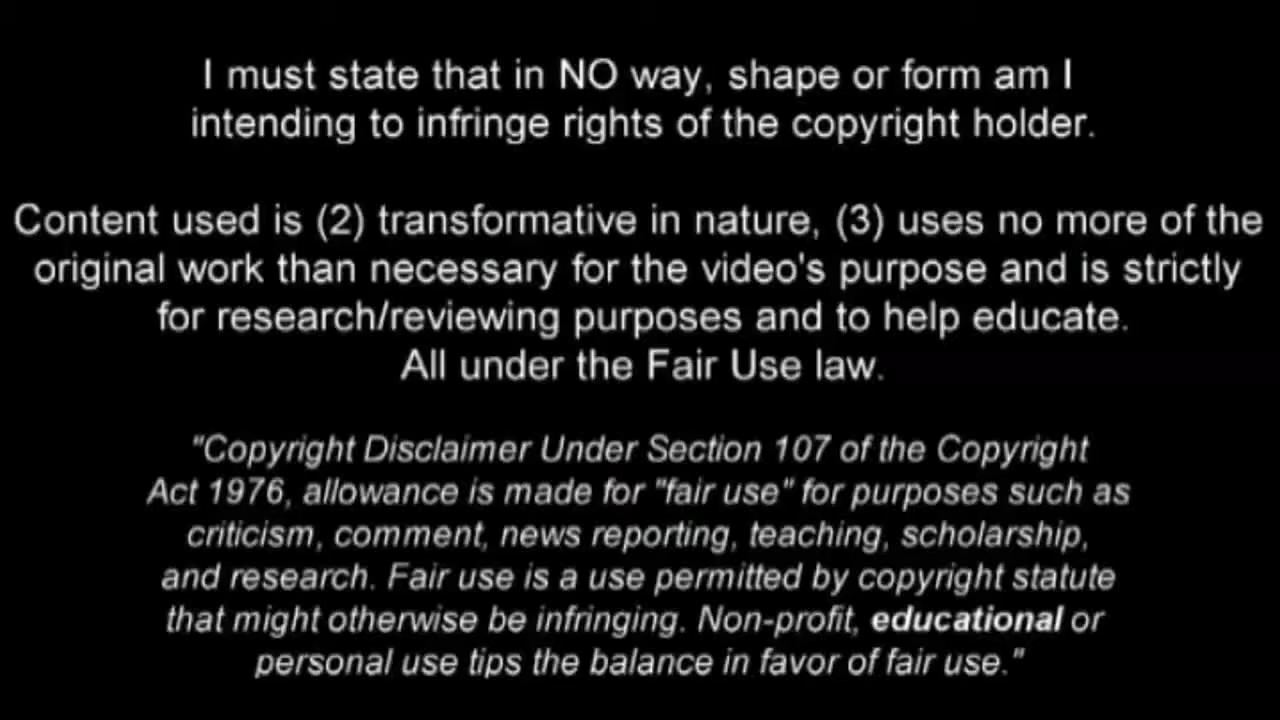 I must state that in NO way, shape or form am I
intending to infringe rights of the copyright holder.
Content used is (2) transformative in nature, (3) uses no more of the
original work than necessary for the video's purpose and is strictly
for research/reviewing purposes and to help educate.
All under the Fair Use law.
"Copyright Disclaimer Under Section 107 of the Copyright
Act 1976, allowance is made for "fair use" for purposes such as
criticism, comment, news reporting, teaching, scholarship,
and research. Fair use is a use permitted by copyright statute
that might otherwise be infringing. Non-profit, educational or
personal use tips the balance in favor of fair use."